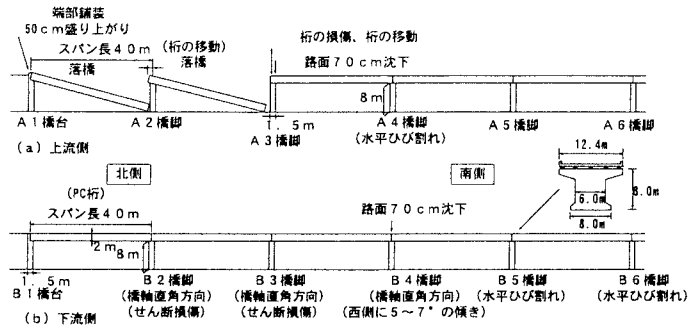 端部舗装
50cm盛り上がり
スパン長40m
(桁の移動)
落橋
落橋
桁の損傷、桁の移動
路面70cm沈下
8m
1.5m
A1橋台
A2橋脚
A3橋脚
A4橋脚
(水平ひび割れ)
A5橋脚
A6橋脚
(a)上流側
12.4m
8.0m
6.0m
8.0m
北側
南側
(PC桁)
スパン長40m
路面70cm沈下
2m
8m
1.5m
B1橋台
B2橋脚
(橋軸直角方向)
(せん断損傷)
B3橋脚
(橋軸直角方向)
(せん断損傷)
B4橋脚
(橋軸直角方向)
(西側に5~7°の傾き)
B5橋脚
(水平ひび割れ)
B6橋脚
(水平ひび割れ)
(b)下流側